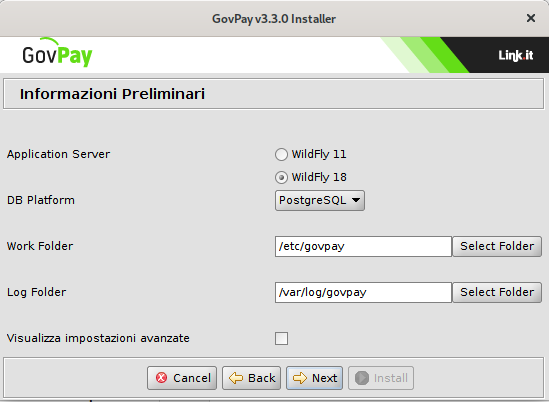 GovPay v3.3.0 Installer
GovPay
Link.it
Informazioni Preliminari
Application Server
WildFly 11
WildFly 18
DB Platform
PostgreSQL
Work Folder
/etc/govpay
Select Folder
Log Folder
/var/log/govpay
Select Folder
Visualizza impostazioni avanzate
Cancel
Back
Next
Install